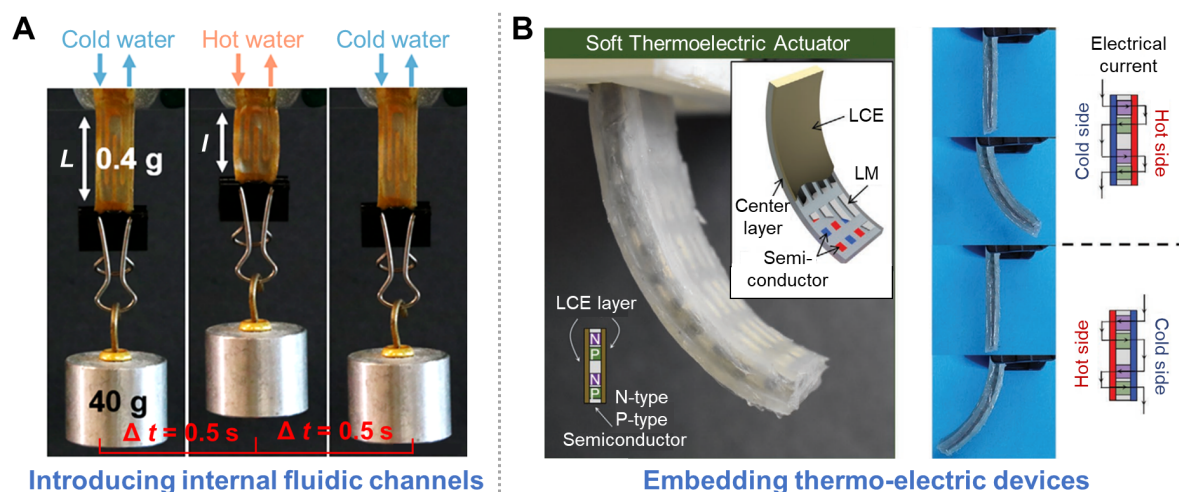 A
Cold water
Hot water
Cold water
L
0.4 g
l
40 g
Δ t = 0.5 s
Δ t = 0.5 s
Introducing internal fluidic channels
B
Soft Thermoelectric Actuator
LCE
LM
Center
layer
Semi-
conductor
LCE layer
N
P
N
P
N-type
P-type
Semiconductor
Electrical
current
Cold side
Hot side
Hot side
Cold side
Embedding thermo-electric devices